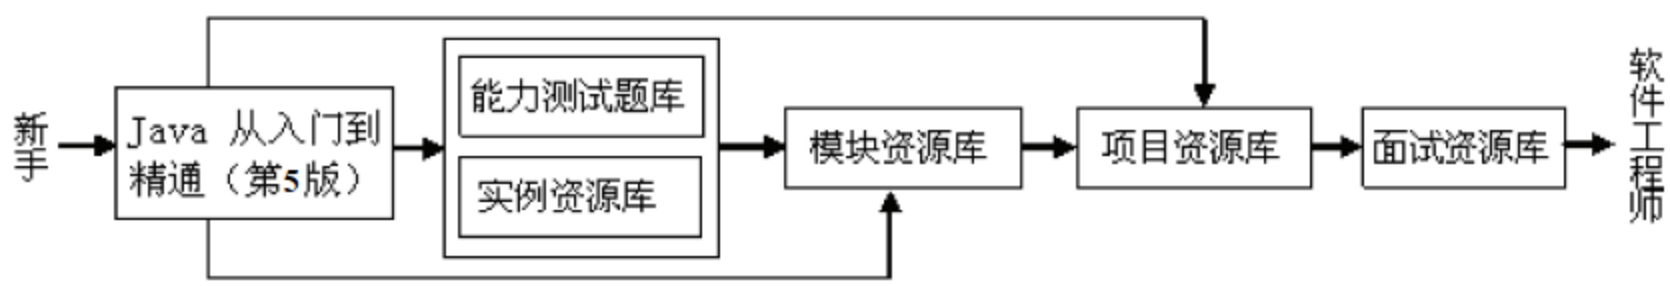 新手
Java 从入门到
精通（第5版）
能力测试题库
实例资源库
模块资源库
项目资源库
面试资源库
软件工程师